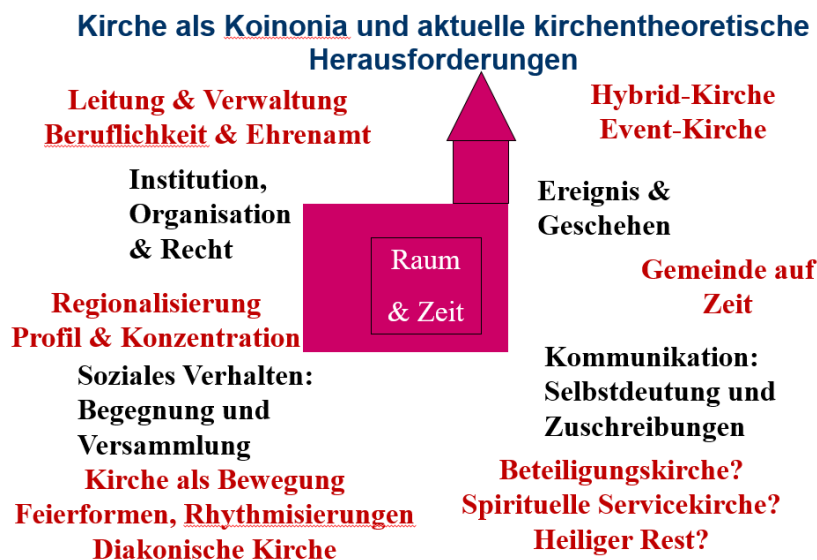 Kirche als Koinonia und aktuelle kirchentheoretische
Herausforderungen
Leitung & Verwaltung
Beruflichkeit & Ehrenamt
Institution,
Organisation
& Recht
Regionalisierung
Profil & Konzentration
Soziales Verhalten:
Begegnung und
Versammlung
Kirche als Bewegung
Feierformen, Rhythmisierungen
Diakonische Kirche
Raum
& Zeit
Hybrid-Kirche
Event-Kirche
Ereignis &
Geschehen
Gemeinde auf
Zeit
Kommunikation:
Selbstdeutung und
Zuschreibungen
Beteiligungskirche?
Spirituelle Servicekirche?
Heiliger Rest?